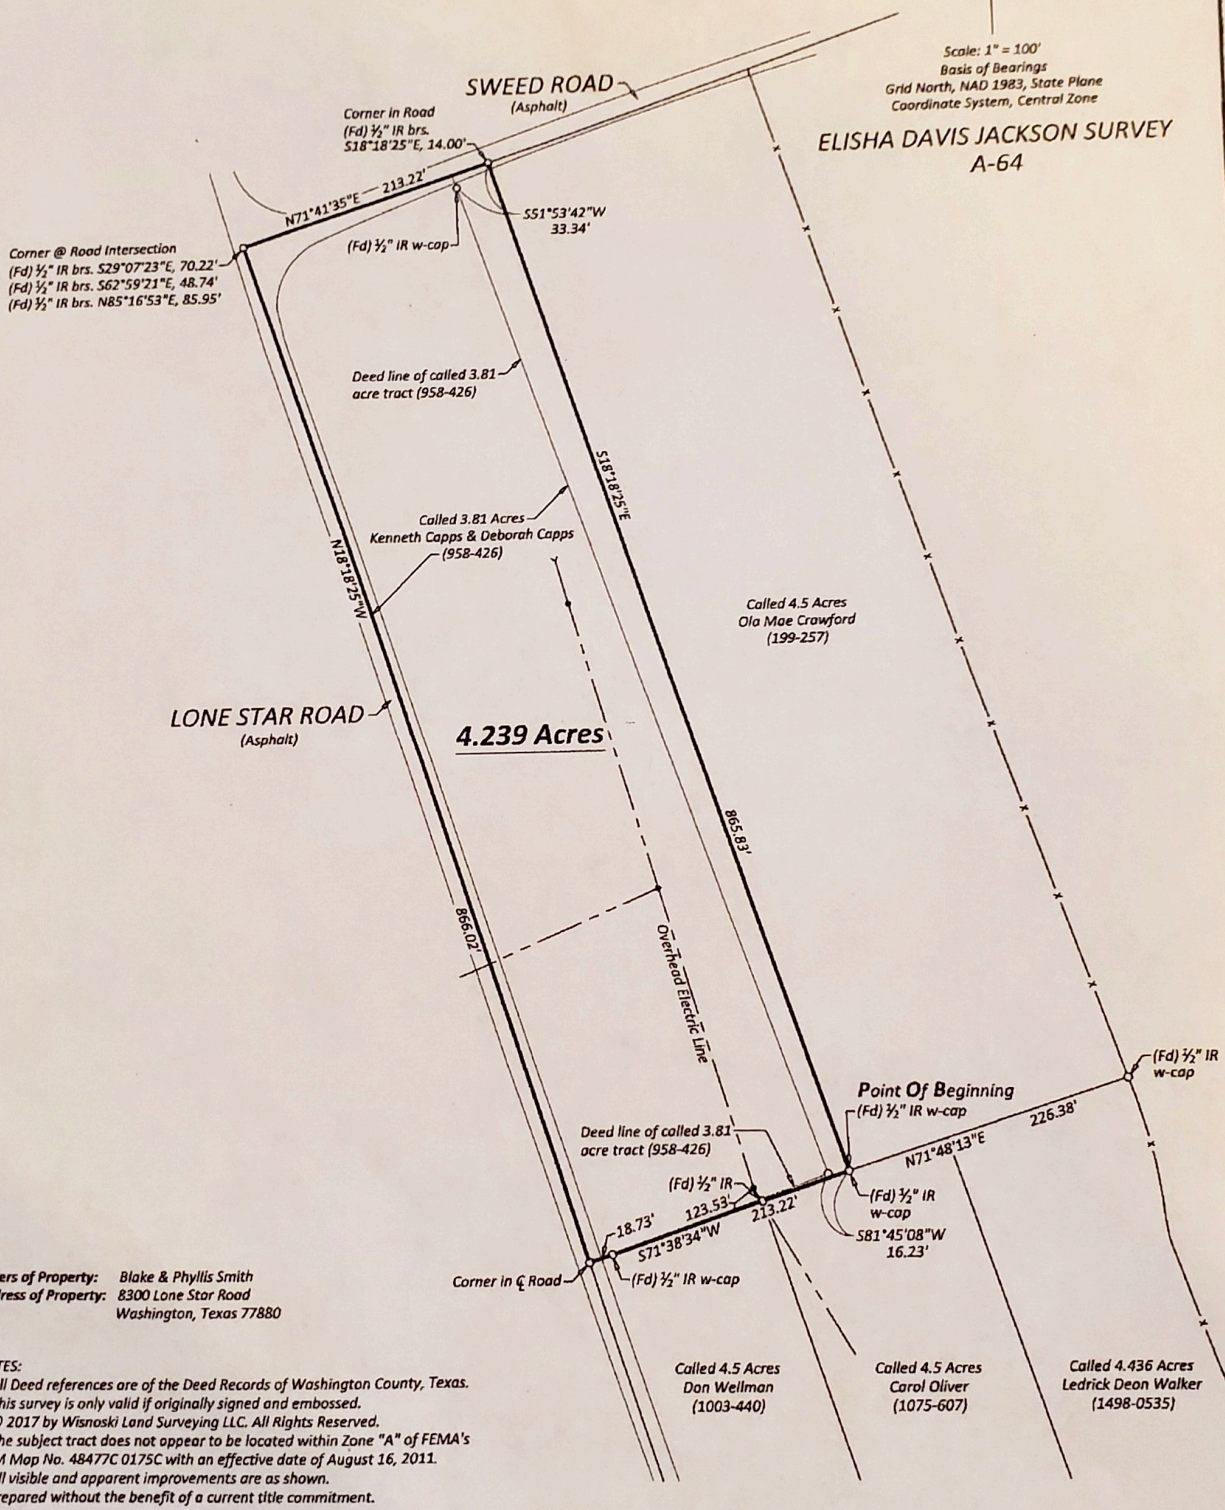 Scale: 1" = 100'
Basis of Bearings
Grid North, NAD 1983, State Plane
Coordinate System, Central Zone
ELISHA DAVIS JACKSON SURVEY
A-64
SWEED ROAD
(Asphalt)
Corner in Road
(Fd) ½" IR brs.
S18°18'25"E, 14.00'
N71°41'35"E 213.22'
S51°53'42"W
33.34'
(Fd) ½" IR w-cap
Corner @ Road Intersection
(Fd) ½" IR brs. S29°07'23"E, 70.22'
(Fd) ½" IR brs. S62°59'21"E, 48.74'
(Fd) ½" IR brs. N85°16'53"E, 85.95'
Deed line of called 3.81
acre tract (958-426)
S18°18'25"E
Called 3.81 Acres
Kenneth Capps & Deborah Capps
(958-426)
N18°18'25"W
Called 4.5 Acres
Ola Mae Crawford
(199-257)
LONE STAR ROAD
(Asphalt)
4.239 Acres
865.83'
866.02'
Overhead Electric Line
(Fd) ½" IR
w-cap
Point Of Beginning
(Fd) ½" IR w-cap
226.38'
N71°48'13"E
Deed line of called 3.81
acre tract (958-426)
(Fd) ½" IR
(Fd) ½" IR
w-cap
123.53'
213.22'
18.73'
S71°38'34"W
S81°45'08"W
16.23'
Corner in ℄ Road
(Fd) ½" IR w-cap
ers of Property: Blake & Phyllis Smith
ress of Property: 8300 Lone Star Road
Washington, Texas 77880
Called 4.5 Acres
Don Wellman
(1003-440)
Called 4.5 Acres
Carol Oliver
(1075-607)
Called 4.436 Acres
Ledrick Deon Walker
(1498-0535)
TES:
ll Deed references are of the Deed Records of Washington County, Texas.
his survey is only valid if originally signed and embossed.
2017 by Wisnoski Land Surveying LLC. All Rights Reserved.
he subject tract does not appear to be located within Zone "A" of FEMA's
M Map No. 48477C 0175C with an effective date of August 16, 2011.
ll visible and apparent improvements are as shown.
repared without the benefit of a current title commitment.